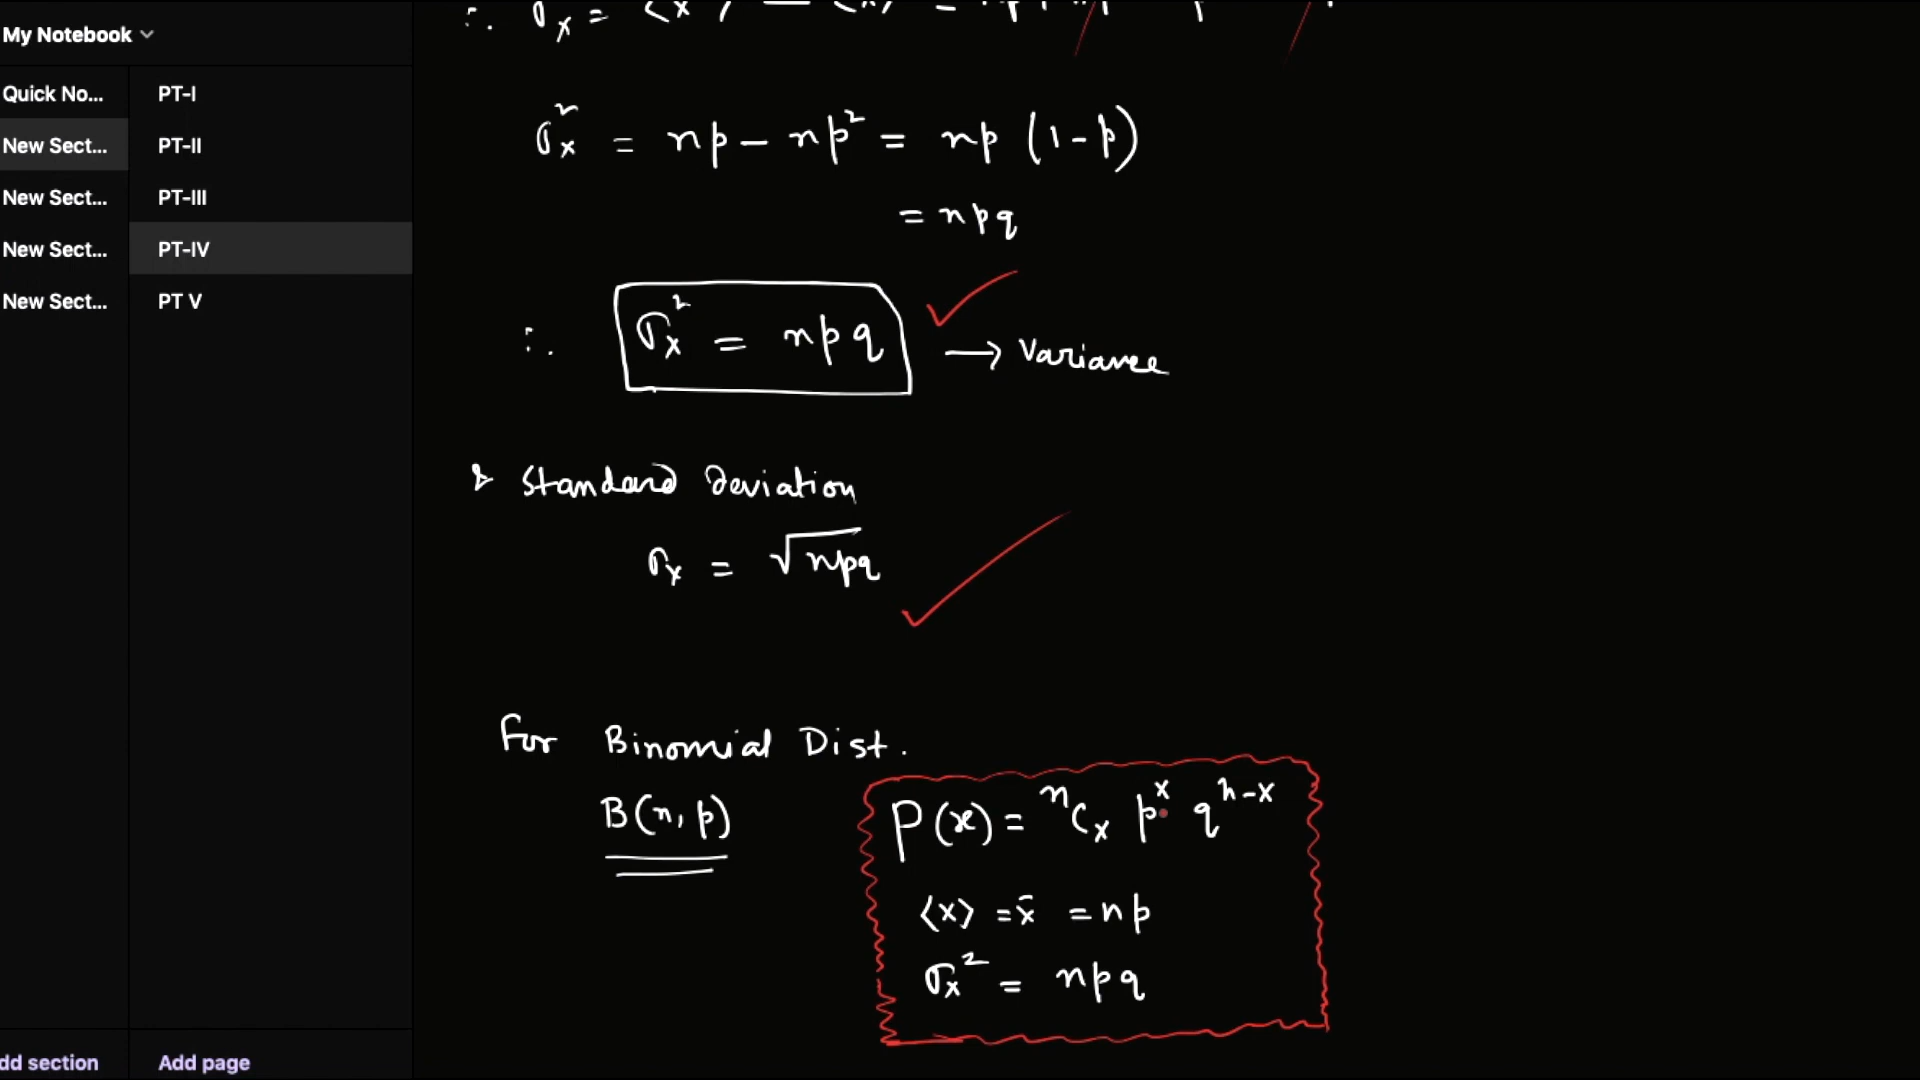 My Notebook
Quick No...
New Sect...
New Sect...
New Sect...
New Sect...
PT-I
PT-II
PT-III
PT-IV
PT V
dd section
Add page
σₓ² = np - np² = np (1-p)
= npq
∴ σₓ² = npq → Variance
& Standard Deviation
σₓ = √npq
For Binomial Dist.
B(n, p)
P(x) = ⁿCₓ pˣ qⁿ⁻ˣ
⟨x⟩ = x̄ = np
σₓ² = npq